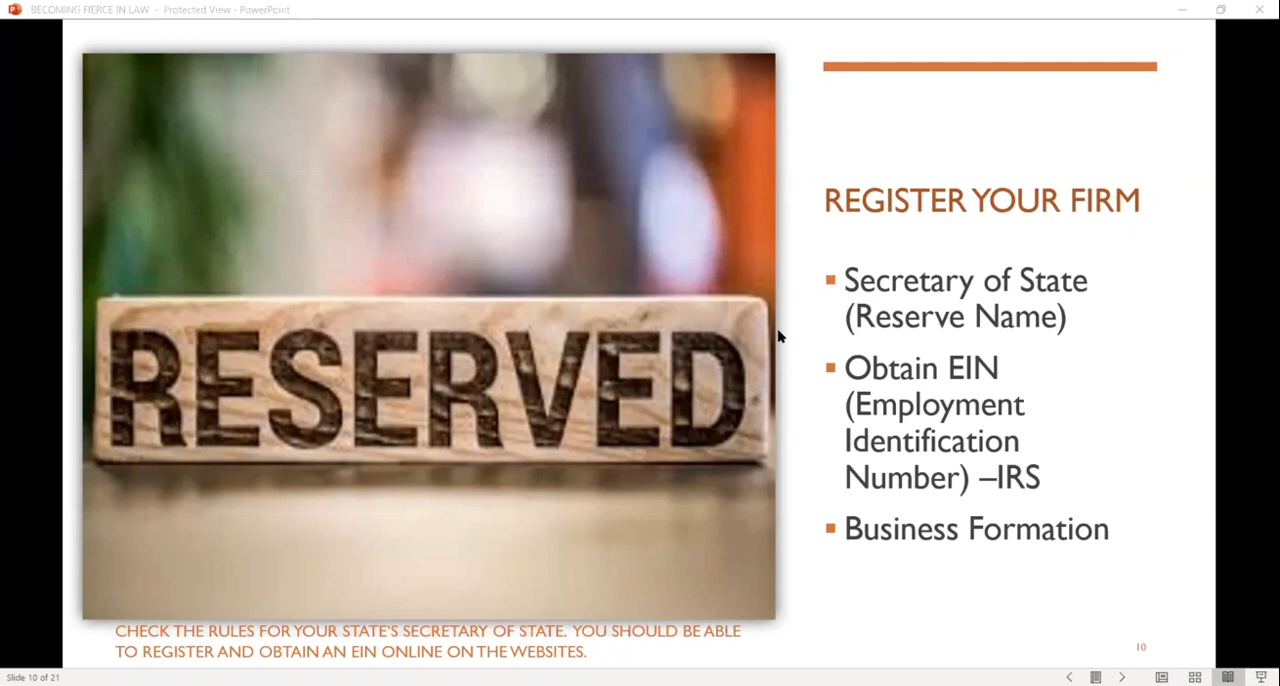 BECOMING FIERCE IN LAW - Protected View - PowerPoint
RESERVED
REGISTER YOUR FIRM
Secretary of State
(Reserve Name)
Obtain EIN
(Employment
Identification
Number) –IRS
Business Formation
CHECK THE RULES FOR YOUR STATE'S SECRETARY OF STATE. YOU SHOULD BE ABLE
TO REGISTER AND OBTAIN AN EIN ONLINE ON THE WEBSITES.
10
Slide 10 of 21